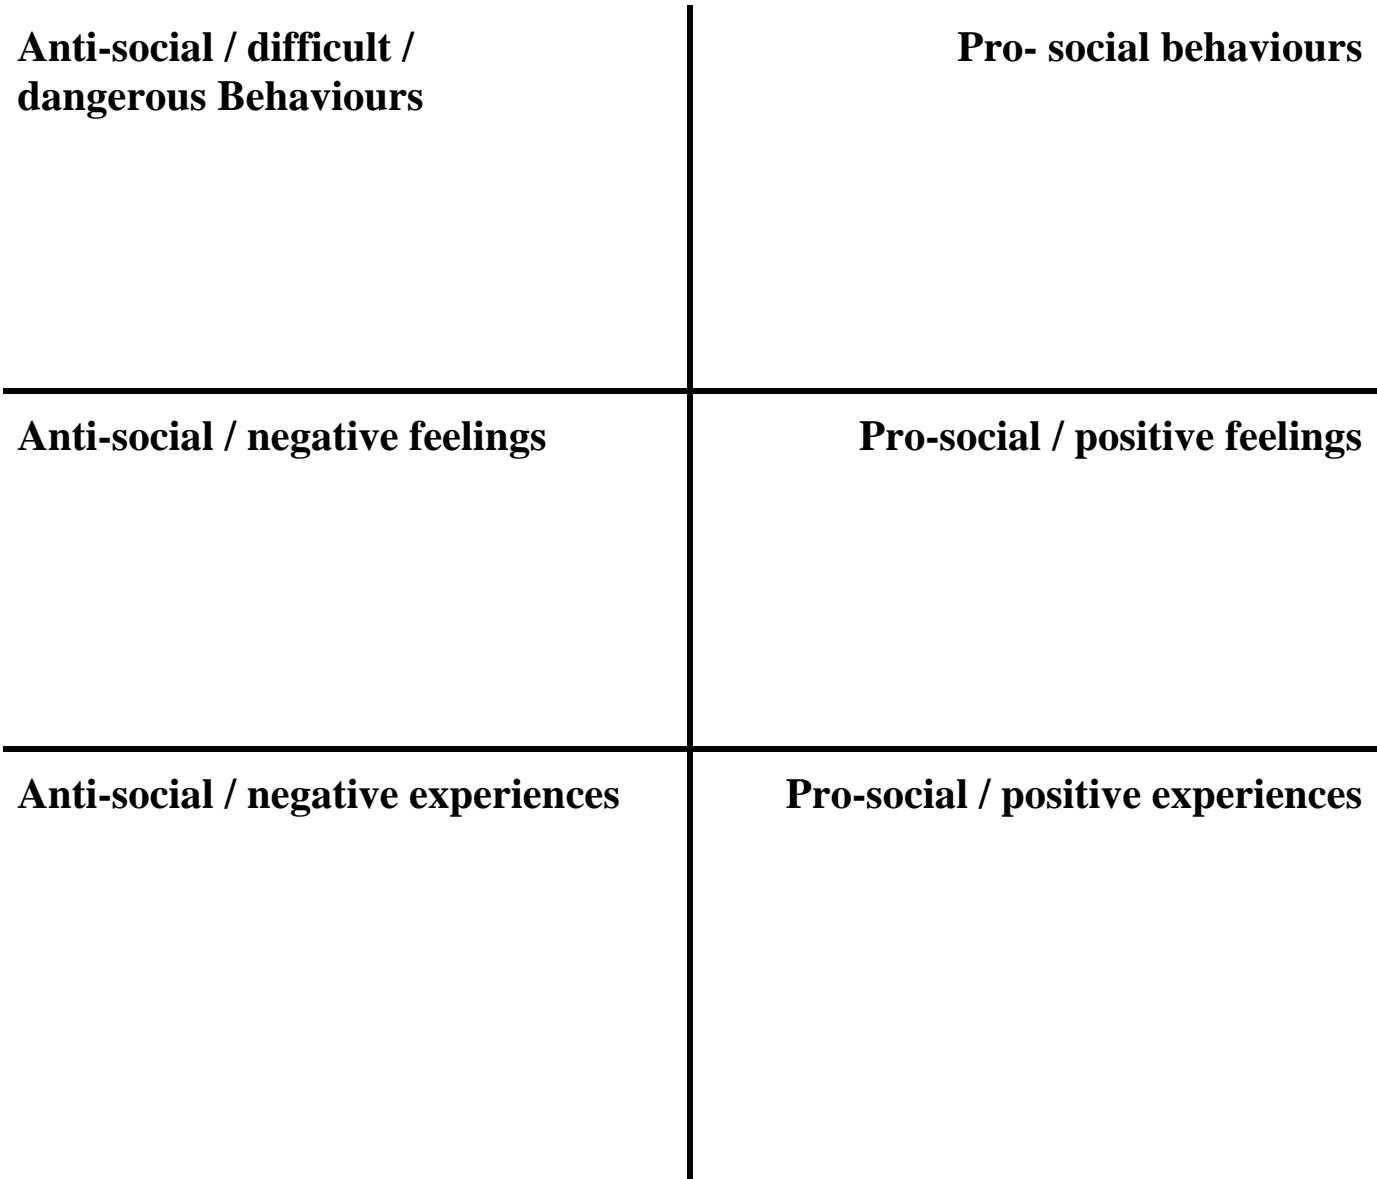 Anti-social / difficult /
dangerous Behaviours
Pro- social behaviours
Anti-social / negative feelings
Pro-social / positive feelings
Anti-social / negative experiences
Pro-social / positive experiences